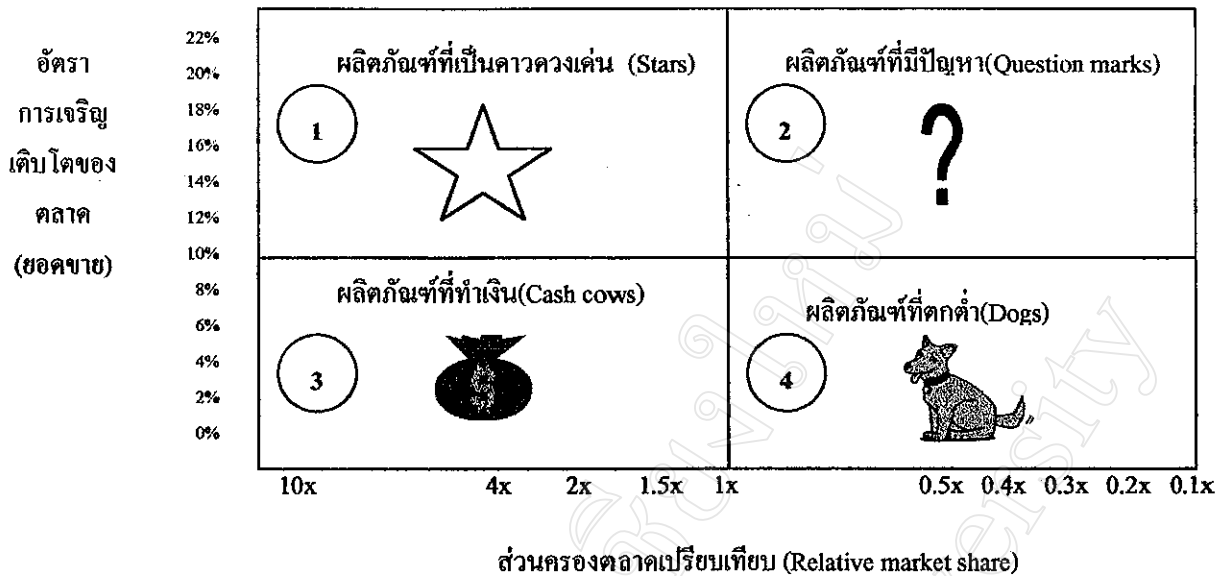 อัตรา
การเจริญ
เติบโตของ
ตลาด
(ยอดขาย)
22%
20%
18%
16%
14%
12%
10%
8%
6%
4%
2%
0%
ผลิตภัณฑ์ที่เป็นดาวดวงเด่น (Stars)
1
ผลิตภัณฑ์ที่มีปัญหา(Question marks)
2
?
ผลิตภัณฑ์ที่ทำเงิน(Cash cows)
3
$
ผลิตภัณฑ์ที่ตกต่ำ(Dogs)
4
10x 4x 2x 1.5x 1x 0.5x 0.4x 0.3x 0.2x 0.1x
ส่วนครองตลาดเปรียบเทียบ (Relative market share)